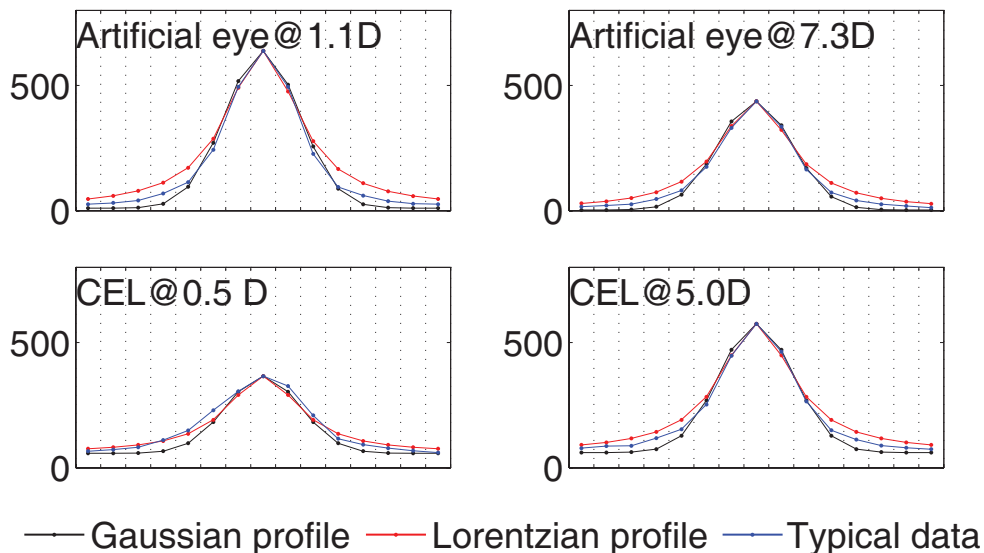 Artificial eye@1.1D
500
0
Artificial eye@7.3D
500
0
CEL@0.5 D
500
0
CEL@5.0D
500
0
Gaussian profile Lorentzian profile Typical data